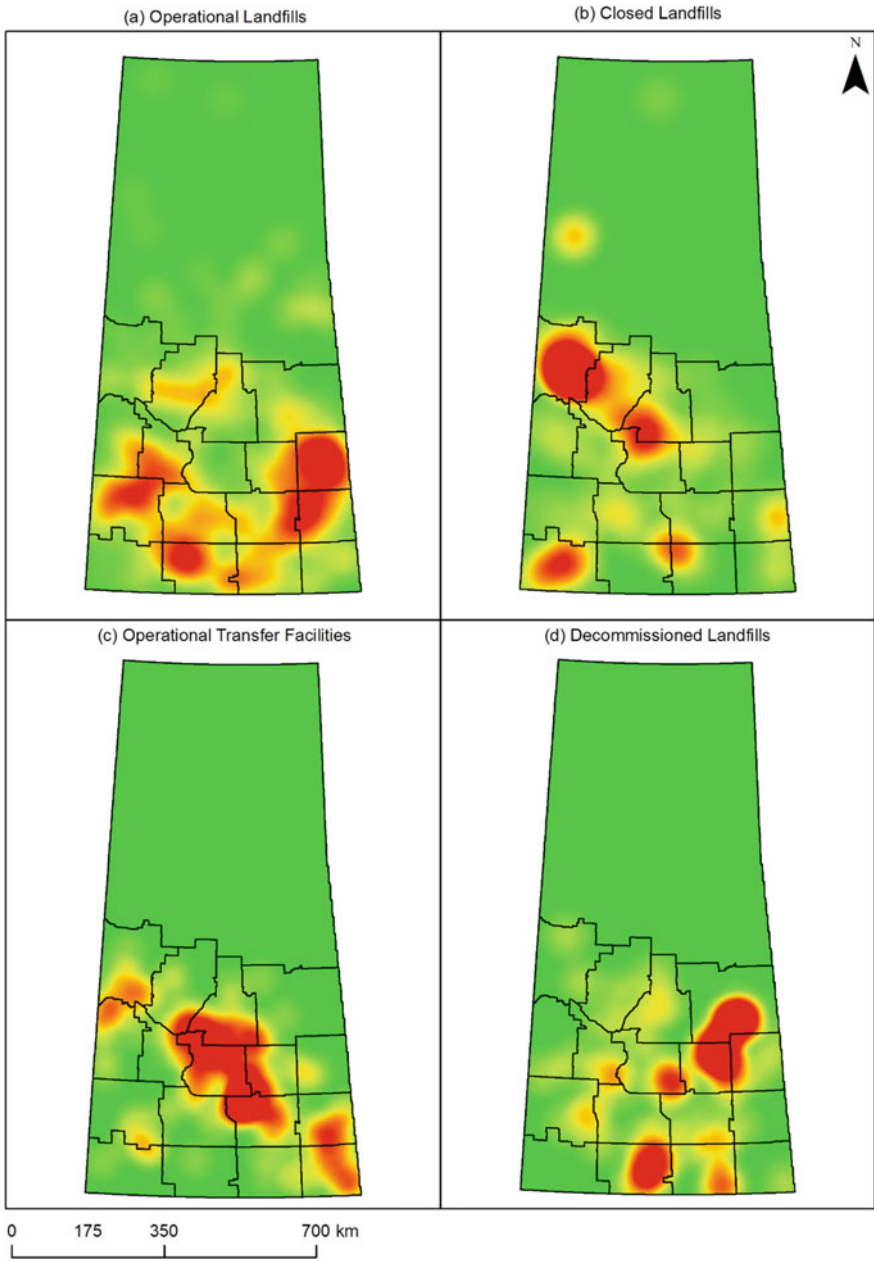 (a) Operational Landfills
(b) Closed Landfills
N
(c) Operational Transfer Facilities
(d) Decommissioned Landfills
0 175 350 700 km